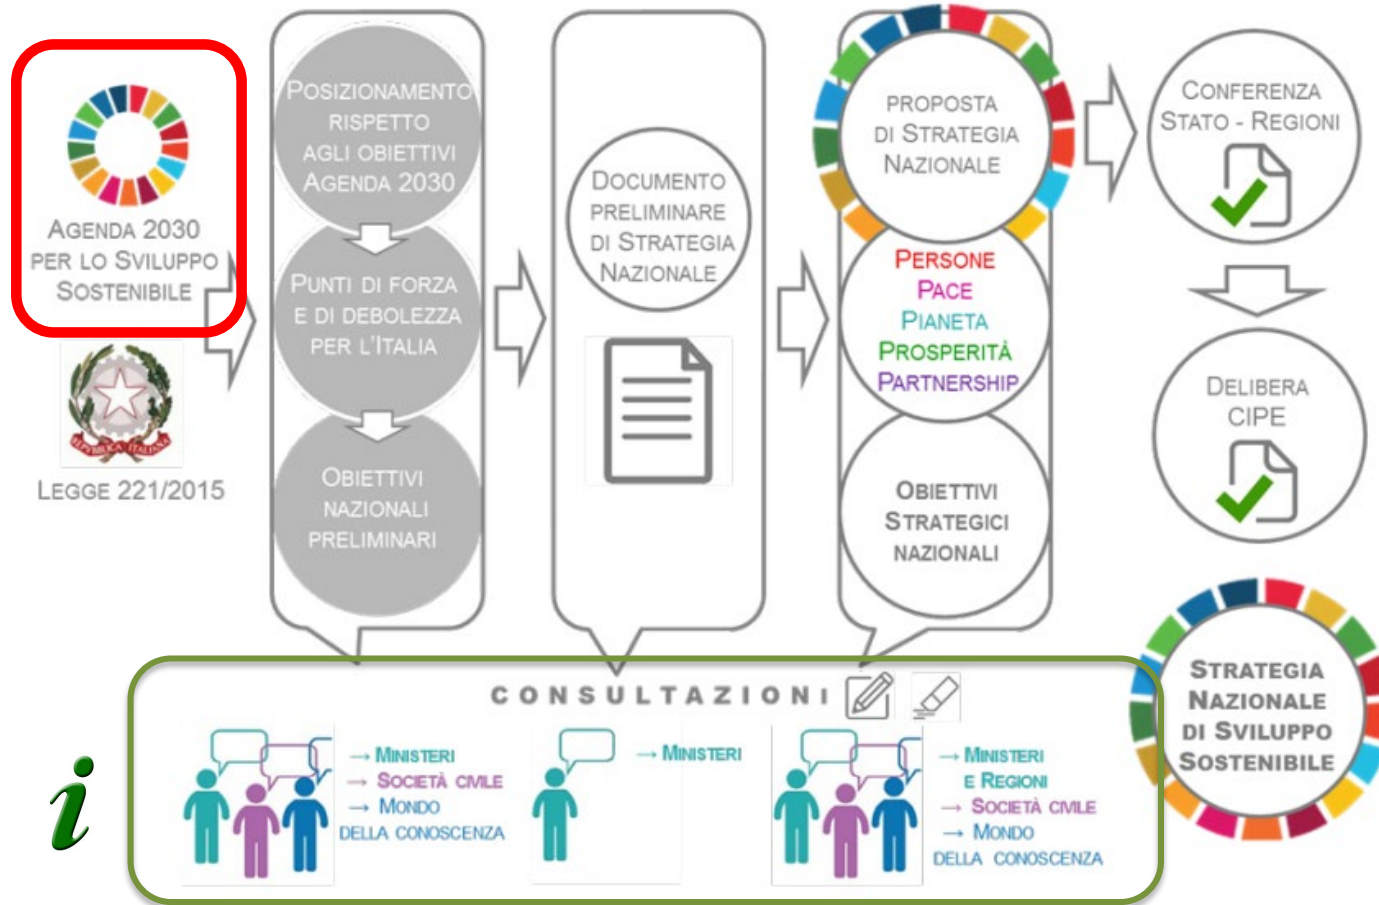 AGENDA 2030
PER LO SVILUPPO
SOSTENIBILE
REPVBBLICA ITALIANA
LEGGE 221/2015
POSIZIONAMENTO
RISPETTO
AGLI OBIETTIVI
AGENDA 2030
PUNTI DI FORZA
E DI DEBOLEZZA
PER L'ITALIA
OBIETTIVI
NAZIONALI
PRELIMINARI
DOCUMENTO
PRELIMINARE
DI STRATEGIA
NAZIONALE
PROPOSTA
DI STRATEGIA
NAZIONALE
PERSONE
PACE
PIANETA
PROSPERITÀ
PARTNERSHIP
OBIETTIVI
STRATEGICI
NAZIONALI
CONFERENZA
STATO - REGIONI
DELIBERA
CIPE
STRATEGIA
NAZIONALE
DI SVILUPPO
SOSTENIBILE
i
CONSULTAZIONI
→ MINISTERI
→ SOCIETÀ CIVILE
→ MONDO
DELLA CONOSCENZA
→ MINISTERI
→ MINISTERI
E REGIONI
→ SOCIETÀ CIVILE
→ MONDO
DELLA CONOSCENZA